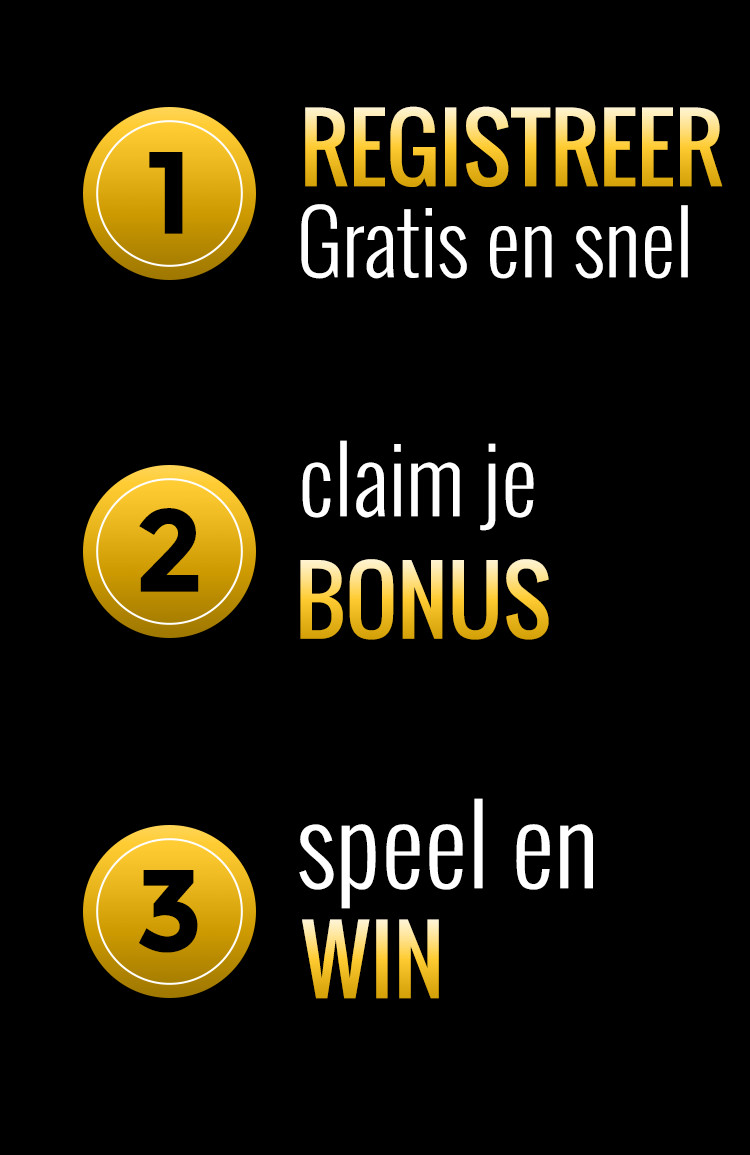 1
REGISTREER
Gratis en snel
2
claim je
BONUS
3
speel en
WIN